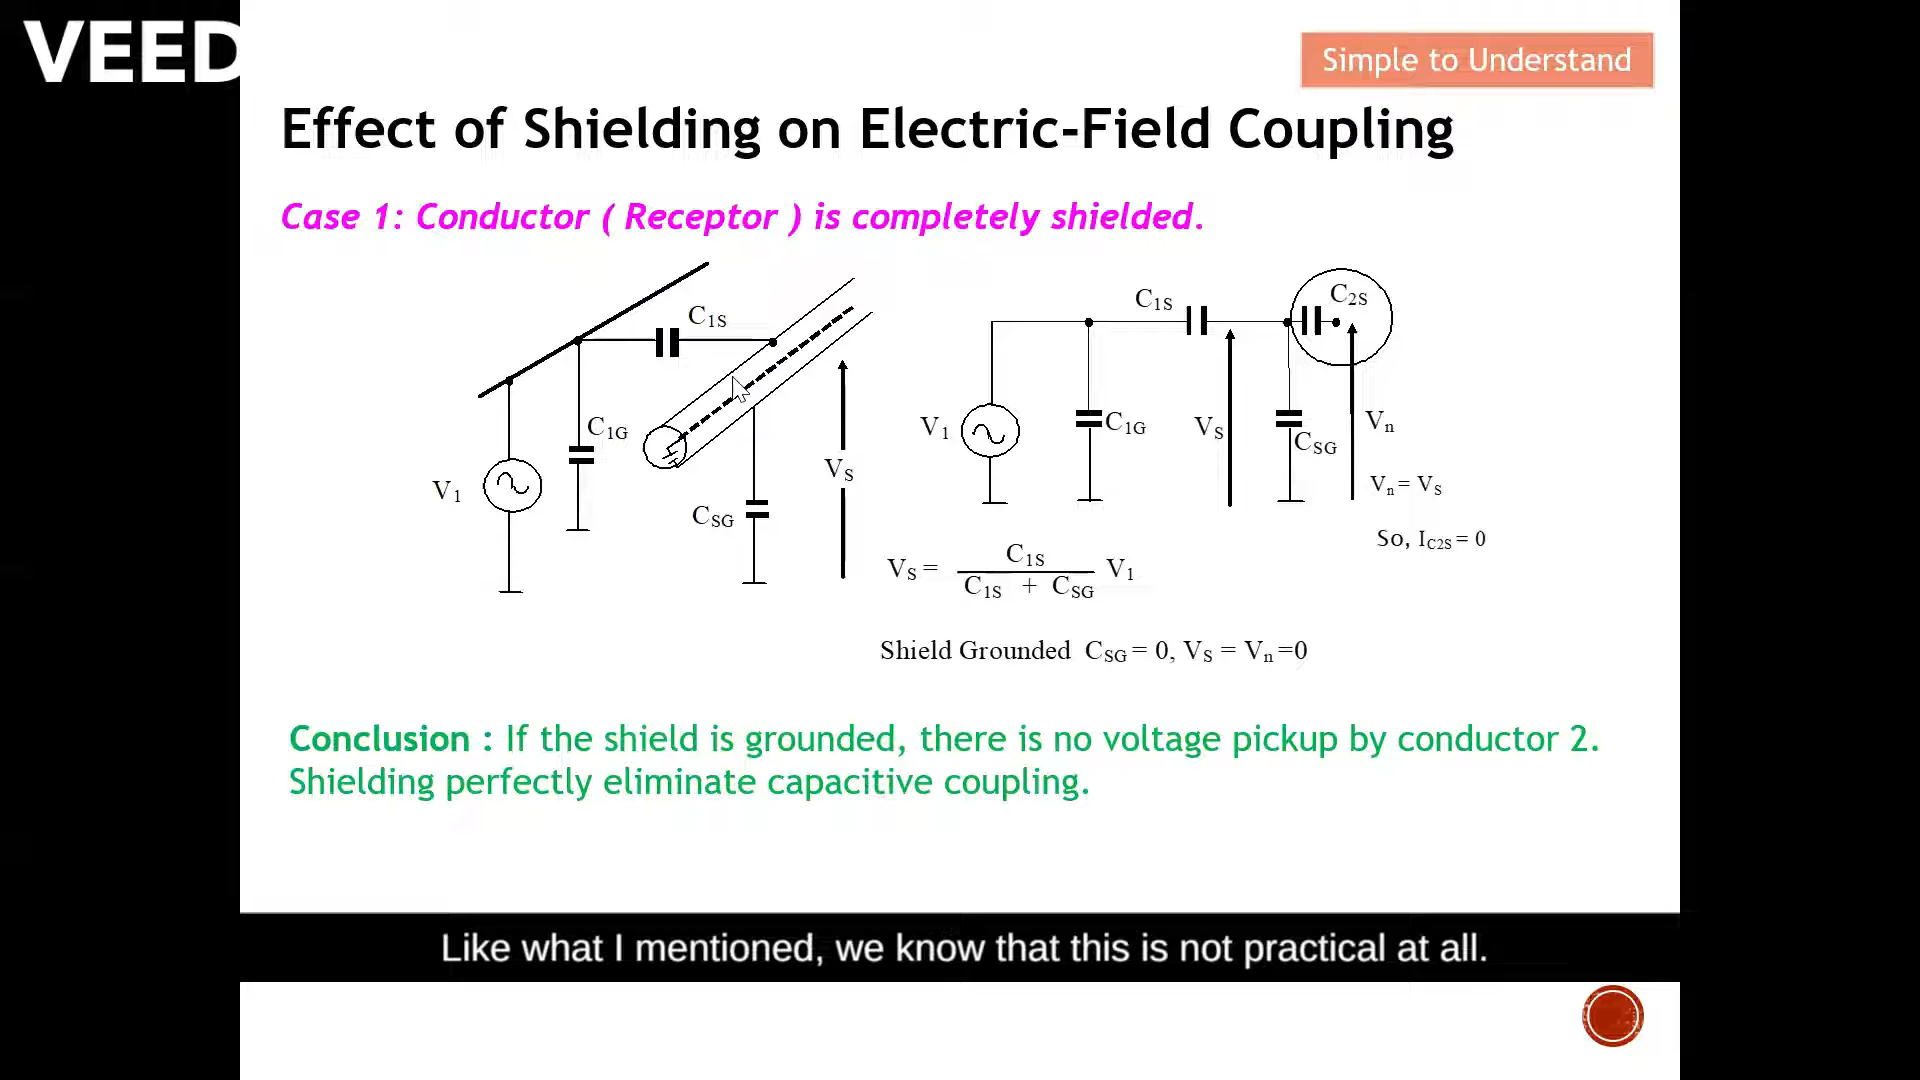 VEED
Simple to Understand
Effect of Shielding on Electric-Field Coupling
Case 1: Conductor ( Receptor ) is completely shielded.
C1S
C1G
V1
CSG
VS
C1S
C2S
V1
C1G
VS
CSG
Vn
Vn = VS
So, IC2S = 0
VS = C1S / C1S + CSG V1
Shield Grounded CSG = 0, VS = Vn =0
Conclusion : If the shield is grounded, there is no voltage pickup by conductor 2.
Shielding perfectly eliminate capacitive coupling.
Like what I mentioned, we know that this is not practical at all.